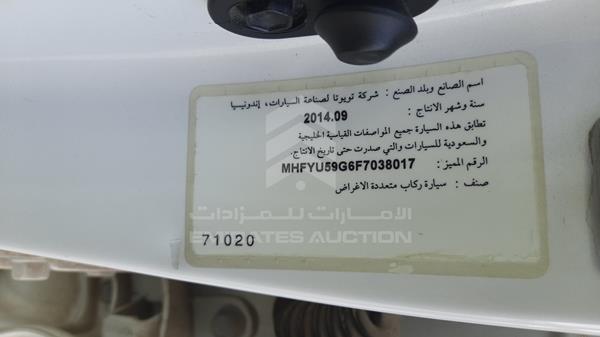 اسم الصانع وبلد الصنع : شركة تويوتا لصناعة السيارات، إندونيسيا
سنة وشهر الانتاج : 2014.09
تطابق هذه السيارة جميع المواصفات القياسية الخليجية
والسعودية للسيارات والتي صدرت حتى تاريخ الانتاج.
الرقم المميز: MHFYU59G6F7038017
صنف : سيارة ركاب متعددة الاغراض
الامارات للمزادات
EMIRATES AUCTION
71020